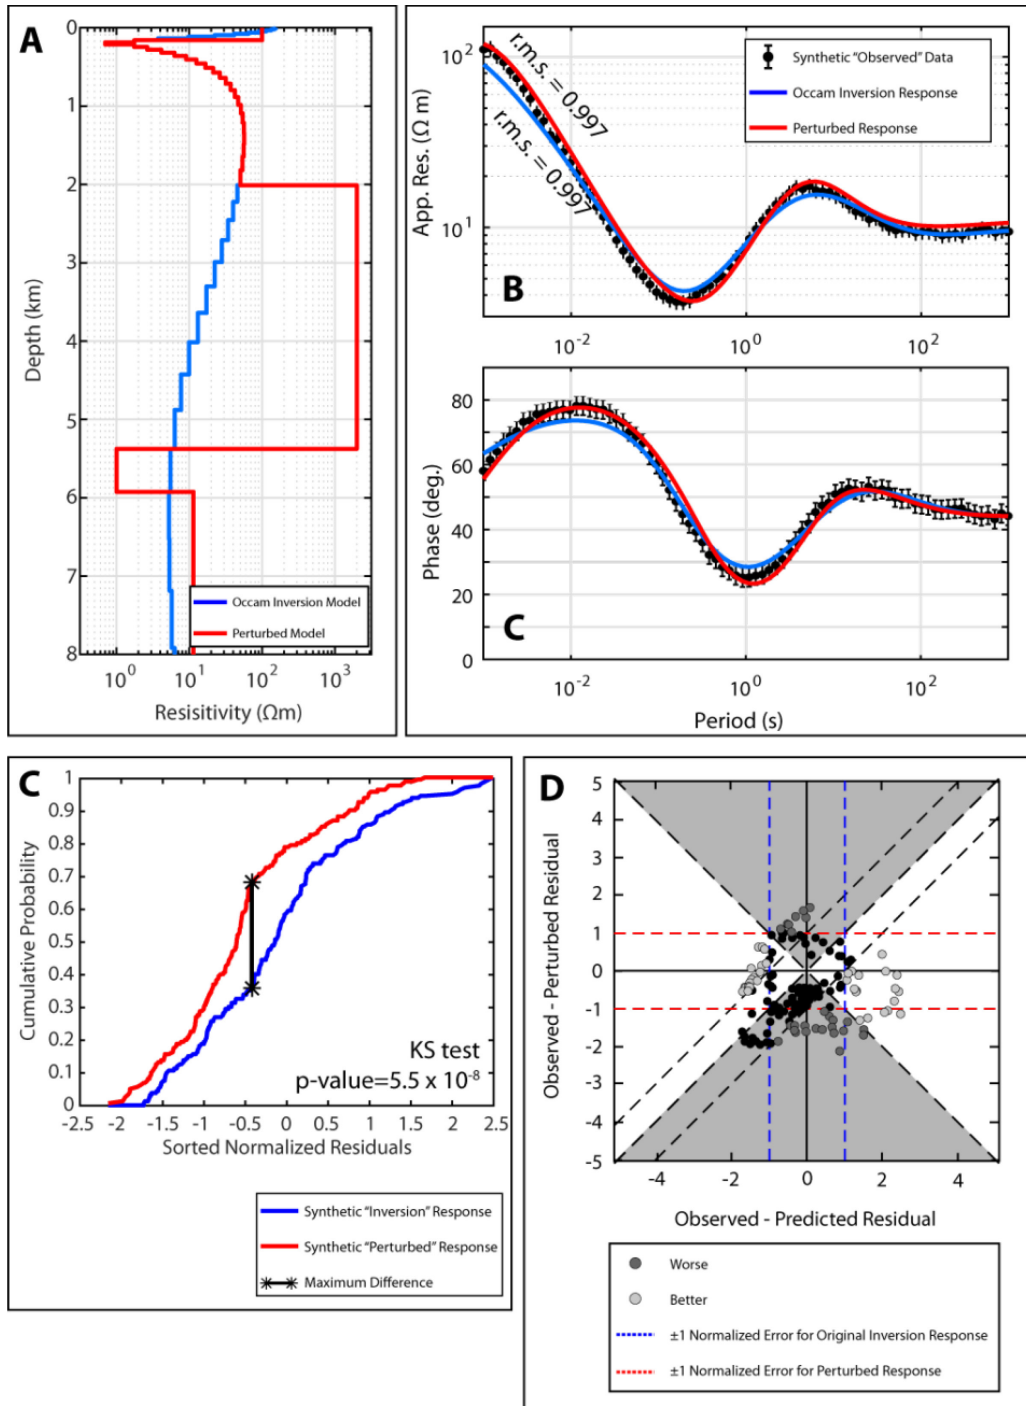 A
0
1
2
3
4
5
6
7
8
Depth (km)
Occam Inversion Model
Perturbed Model
10^0 10^1 10^2 10^3
Resisitivity (Ωm)
10^2
10^1
App. Res. (Ω m)
r.m.s. = 0.997
r.m.s. = 0.997
Synthetic “Observed” Data
Occam Inversion Response
Perturbed Response
B
10^-2 10^0 10^2
80
60
40
20
0
Phase (deg.)
C
10^-2 10^0 10^2
Period (s)
C
1
0.9
0.8
0.7
0.6
0.5
0.4
0.3
0.2
0.1
0
Cumulative Probability
KS test
p-value=5.5 x 10^-8
-2.5 -2 -1.5 -1 -0.5 0 0.5 1 1.5 2 2.5
Sorted Normalized Residuals
Synthetic “Inversion” Response
Synthetic “Perturbed” Response
Maximum Difference
D
5
4
3
2
1
0
-1
-2
-3
-4
-5
Observed - Perturbed Residual
-4 -2 0 2 4
Observed - Predicted Residual
Worse
Better
±1 Normalized Error for Original Inversion Response
±1 Normalized Error for Perturbed Response